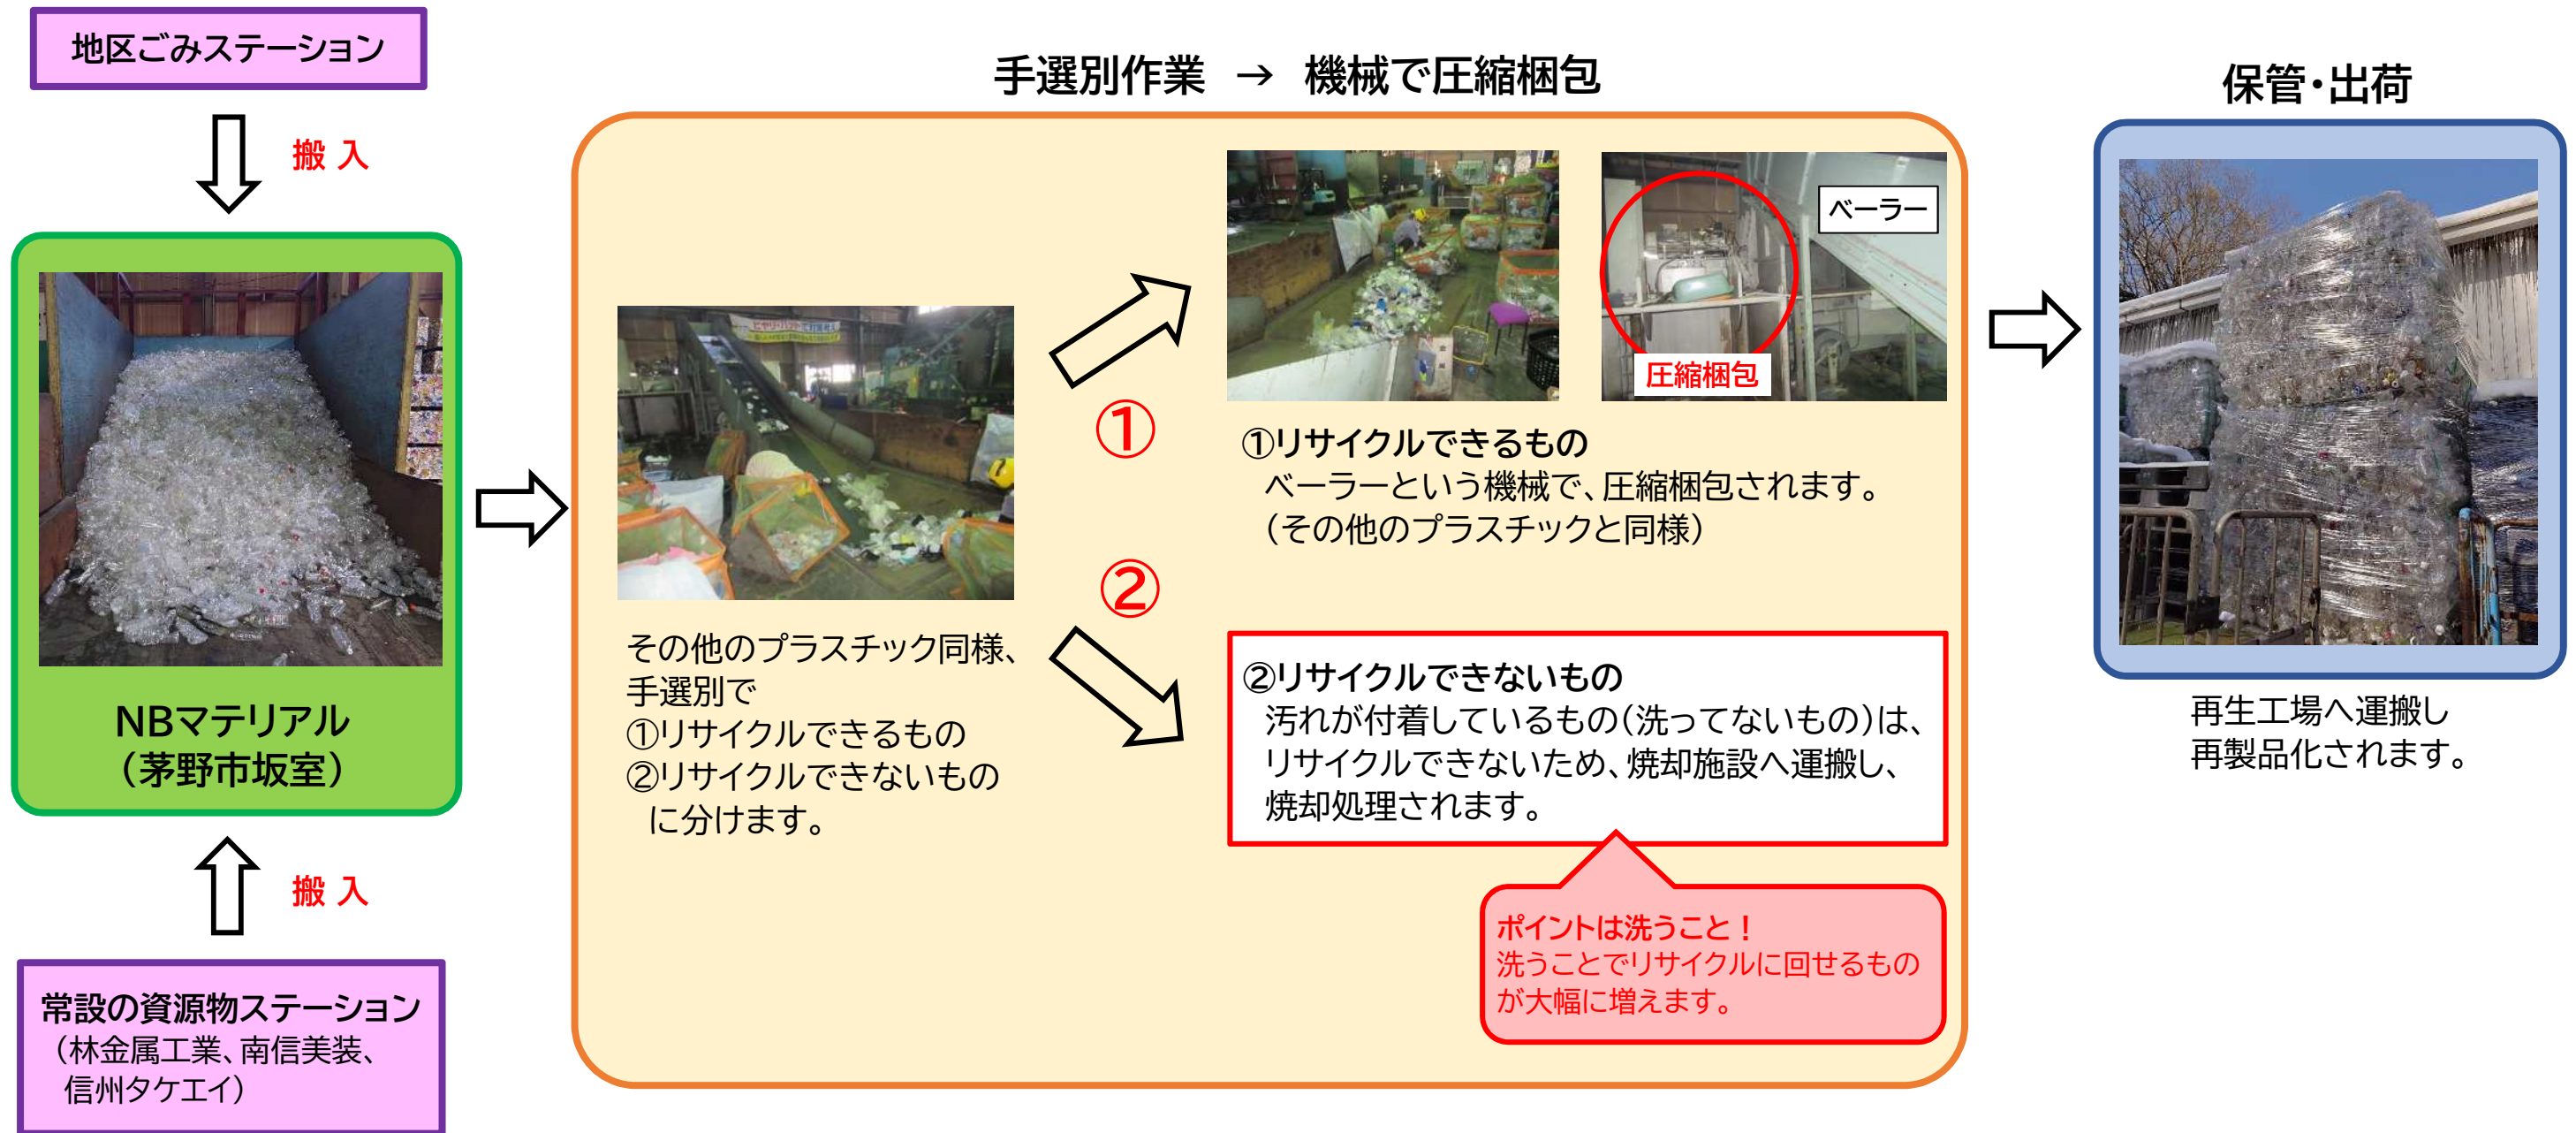 地区ごみステーション
搬 入
NBマテリアル
（茅野市坂室）
搬 入
常設の資源物ステーション
（林金属工業、南信美装、
信州タケエイ）
手選別作業 → 機械で圧縮梱包
その他のプラスチック同様、
手選別で
①リサイクルできるもの
②リサイクルできないもの
に分けます。
①
②
ベーラー
圧縮梱包
①リサイクルできるもの
ベーラーという機械で、圧縮梱包されます。
（その他のプラスチックと同様）
②リサイクルできないもの
汚れが付着しているもの（洗ってないもの）は、
リサイクルできないため、焼却施設へ運搬し、
焼却処理されます。
ポイントは洗うこと！
洗うことでリサイクルに回せるもの
が大幅に増えます。
保管・出荷
再生工場へ運搬し
再製品化されます。